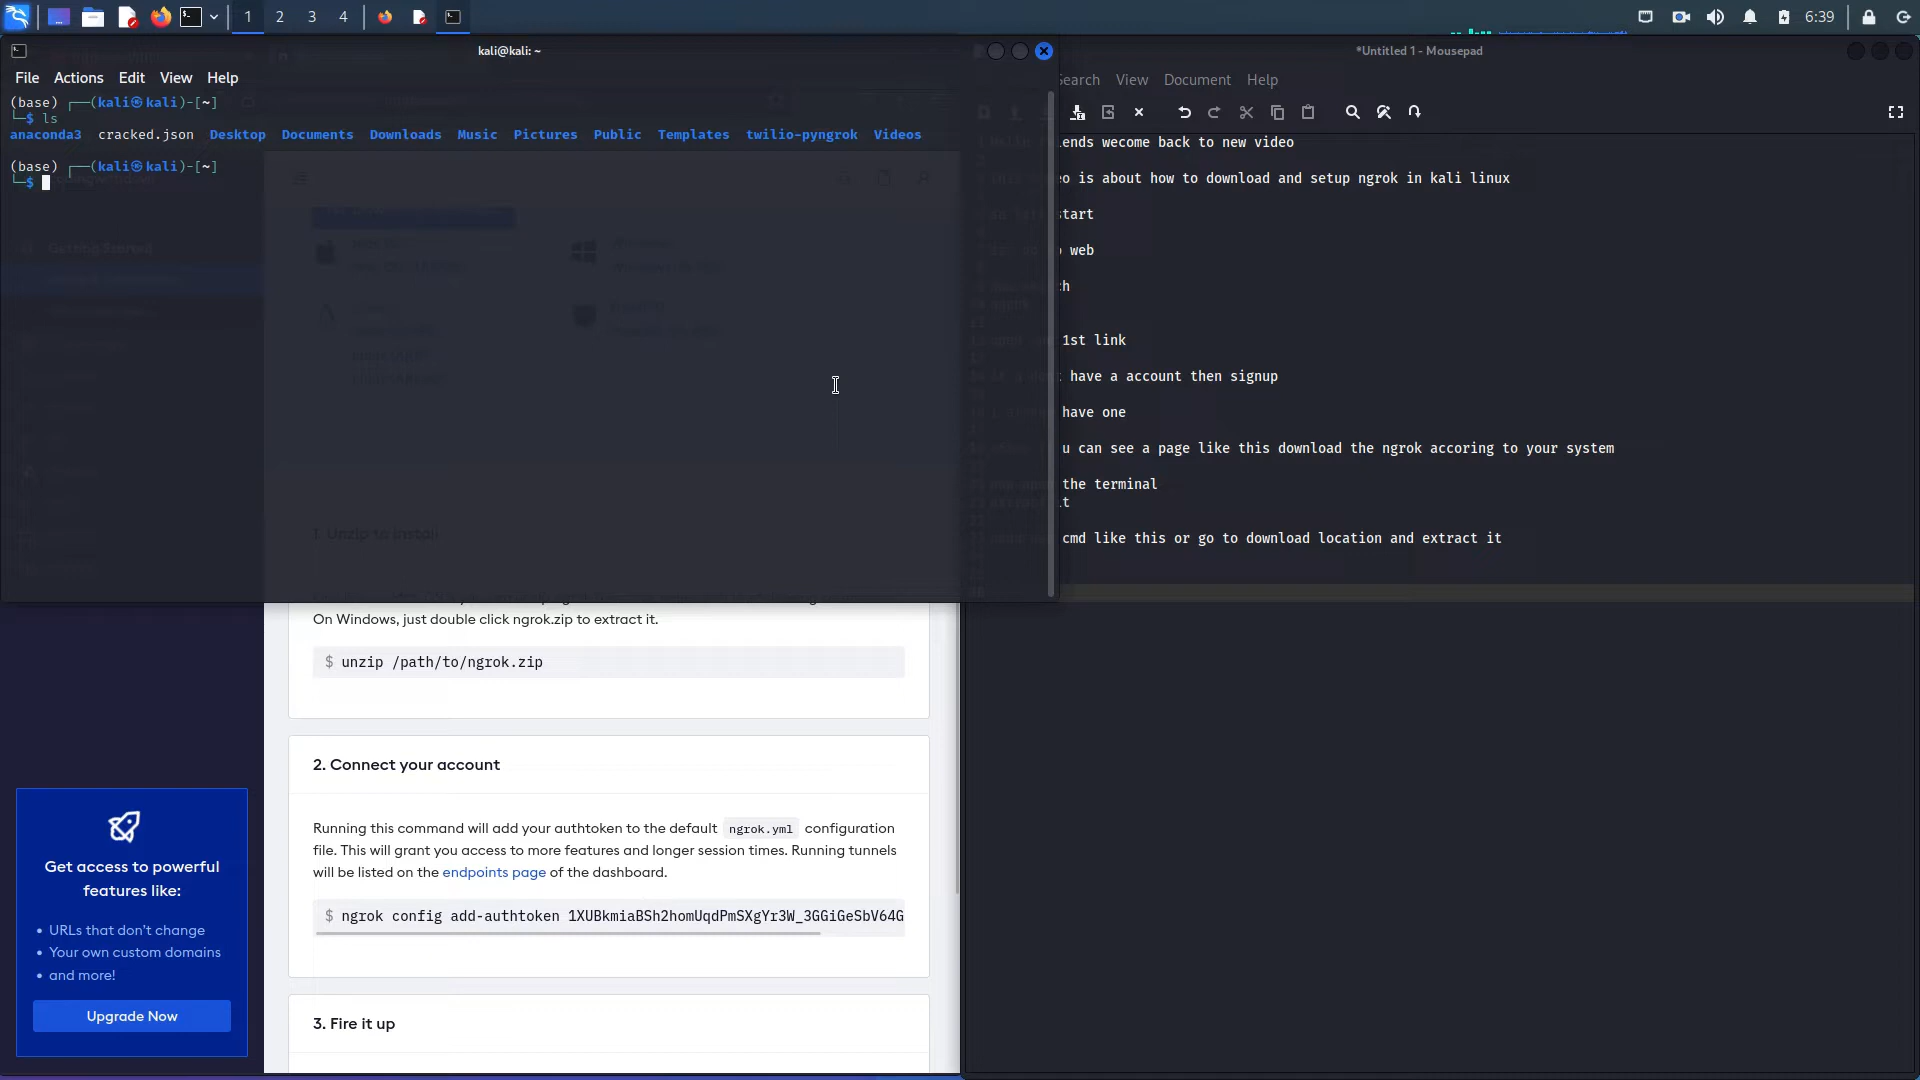 1
2
3
4
6:39
kali@kali: ~
File Actions Edit View Help
(base) ┌──(kali㉿kali)-[~]
└─$ ls
anaconda3 cracked.json Desktop Documents Downloads Music Pictures Public Templates twilio-pyngrok Videos
(base) ┌──(kali㉿kali)-[~]
└─$
Getting Started
1. Unzip to install
On Windows, just double click ngrok.zip to extract it.
$ unzip /path/to/ngrok.zip
2. Connect your account
Running this command will add your authtoken to the default ngrok.yml configuration
file. This will grant you access to more features and longer session times. Running tunnels
will be listed on the endpoints page of the dashboard.
$ ngrok config add-authtoken 1XUBkmiaBSh2homUqdPmSXgYr3W_3GGiGeSbV64G
3. Fire it up
Get access to powerful
features like:
• URLs that don't change
• Your own custom domains
• and more!
Upgrade Now
*Untitled 1 - Mousepad
Search View Document Help
ends wecome back to new video
o is about how to download and setup ngrok in kali linux
start
web
h
1st link
have a account then signup
have one
u can see a page like this download the ngrok accoring to your system
the terminal
t
cmd like this or go to download location and extract it